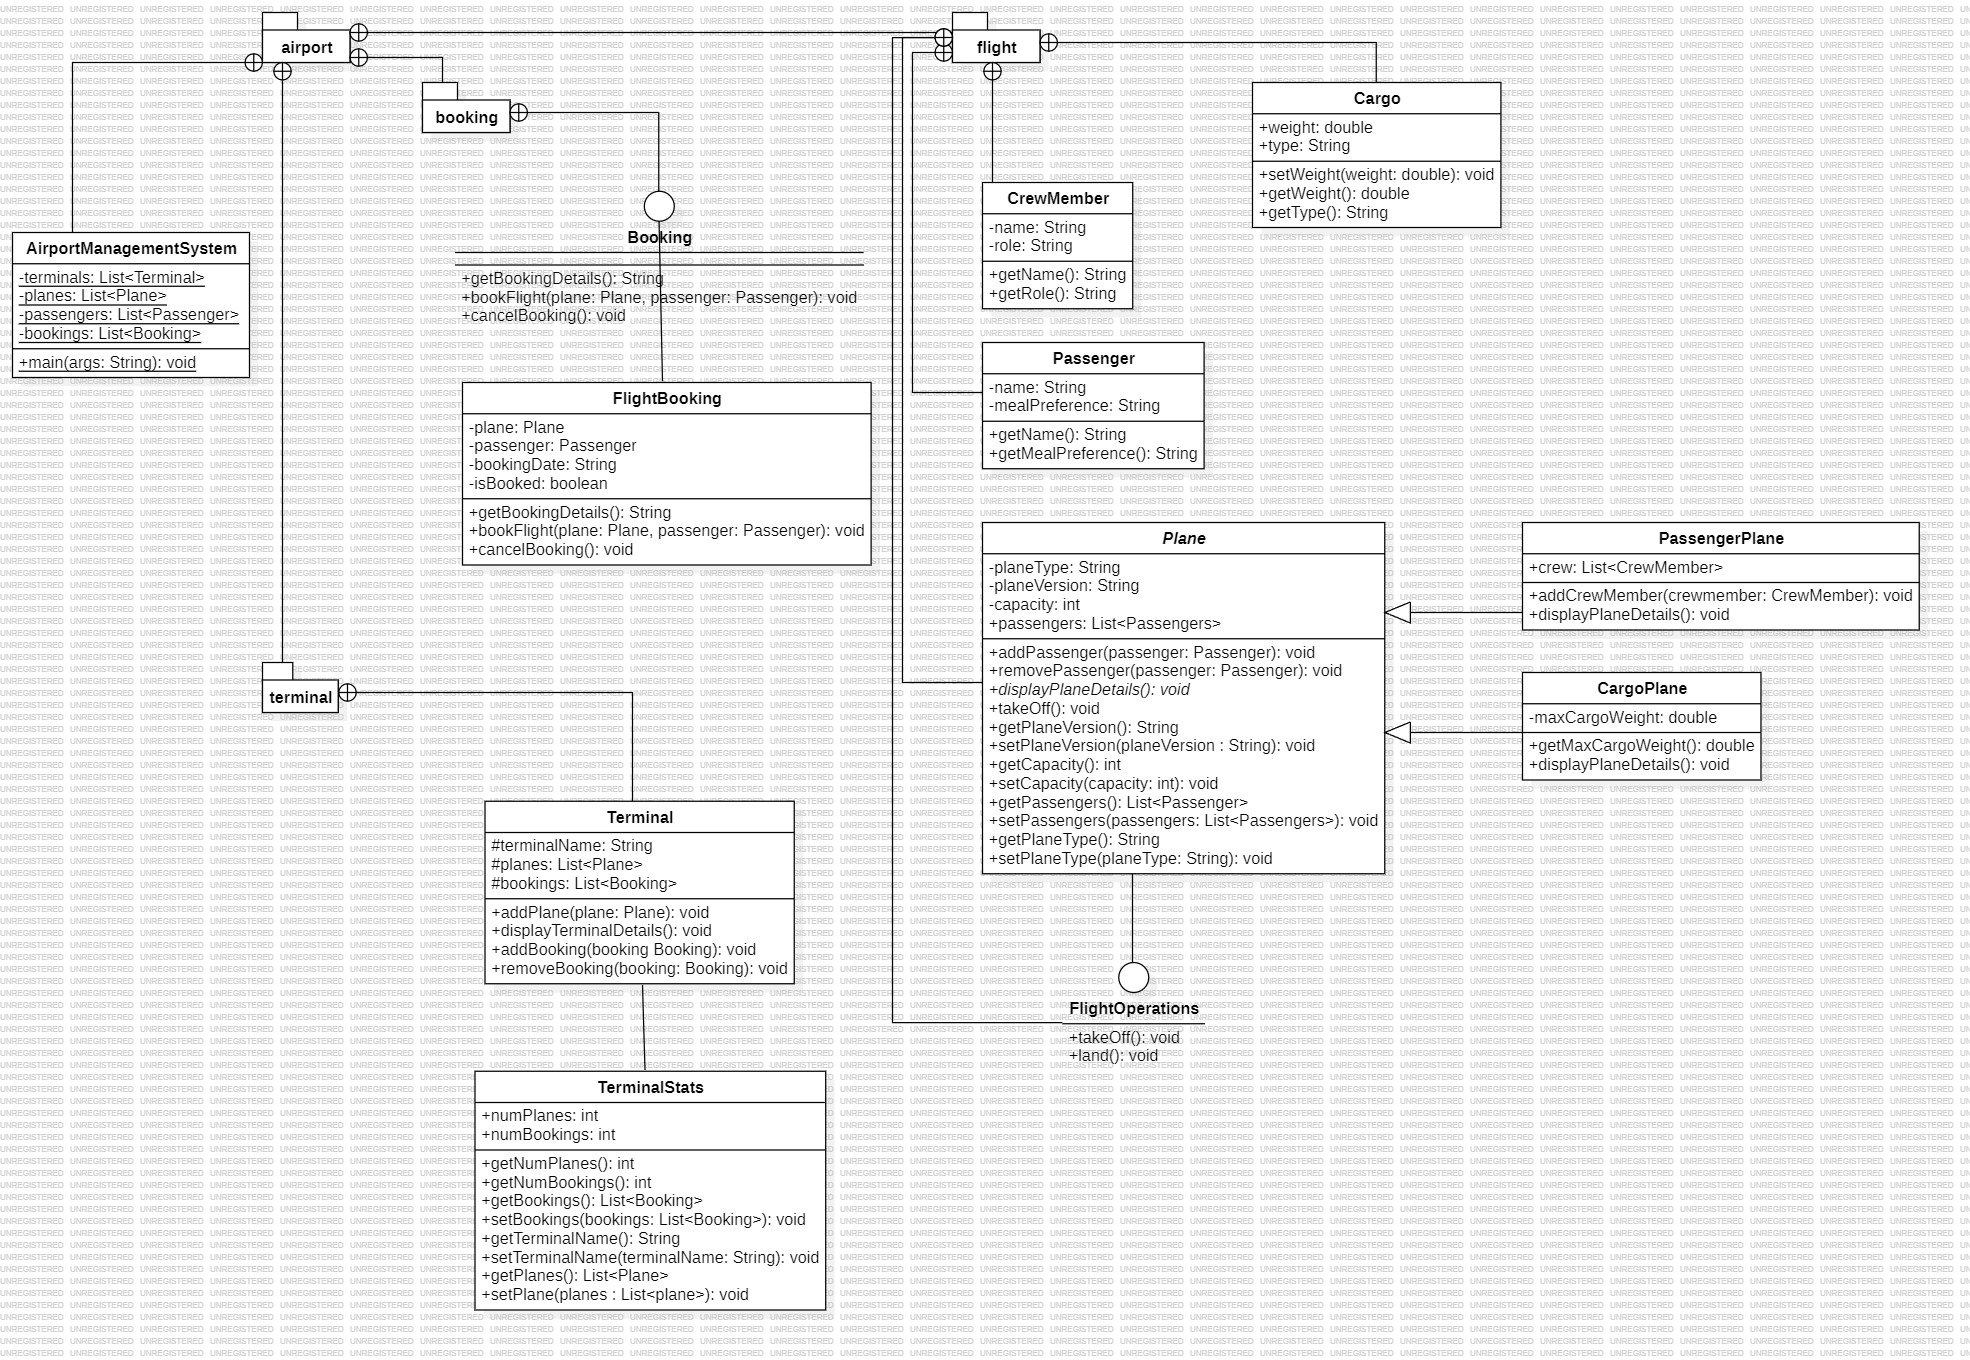 airport
flight
booking
Cargo
+weight: double
+type: String
+setWeight(weight: double): void
+getWeight(): double
+getType(): String
CrewMember
-name: String
-role: String
+getName(): String
+getRole(): String
AirportManagementSystem
-terminals: List<Terminal>
-planes: List<Plane>
-passengers: List<Passenger>
-bookings: List<Booking>
+main(args: String): void
Booking
+getBookingDetails(): String
+bookFlight(plane: Plane, passenger: Passenger): void
+cancelBooking(): void
Passenger
-name: String
-mealPreference: String
+getName(): String
+getMealPreference(): String
FlightBooking
-plane: Plane
-passenger: Passenger
-bookingDate: String
-isBooked: boolean
+getBookingDetails(): String
+bookFlight(plane: Plane, passenger: Passenger): void
+cancelBooking(): void
Plane
-planeType: String
-planeVersion: String
-capacity: int
+passengers: List<Passengers>
+addPassenger(passenger: Passenger): void
+removePassenger(passenger: Passenger): void
+displayPlaneDetails(): void
+takeOff(): void
+getPlaneVersion(): String
+setPlaneVersion(planeVersion : String): void
+getCapacity(): int
+setCapacity(capacity: int): void
+getPassengers(): List<Passenger>
+setPassengers(passengers: List<Passengers>): void
+getPlaneType(): String
+setPlaneType(planeType: String): void
PassengerPlane
+crew: List<CrewMember>
+addCrewMember(crewmember: CrewMember): void
+displayPlaneDetails(): void
CargoPlane
-maxCargoWeight: double
+getMaxCargoWeight(): double
+displayPlaneDetails(): void
terminal
Terminal
#terminalName: String
#planes: List<Plane>
#bookings: List<Booking>
+addPlane(plane: Plane): void
+displayTerminalDetails(): void
+addBooking(booking Booking): void
+removeBooking(booking: Booking): void
FlightOperations
+takeOff(): void
+land(): void
TerminalStats
+numPlanes: int
+numBookings: int
+getNumPlanes(): int
+getNumBookings(): int
+getBookings(): List<Booking>
+setBookings(bookings: List<Booking>): void
+getTerminalName(): String
+setTerminalName(terminalName: String): void
+getPlanes(): List<Plane>
+setPlane(planes : List<plane>): void
UNREGISTERED